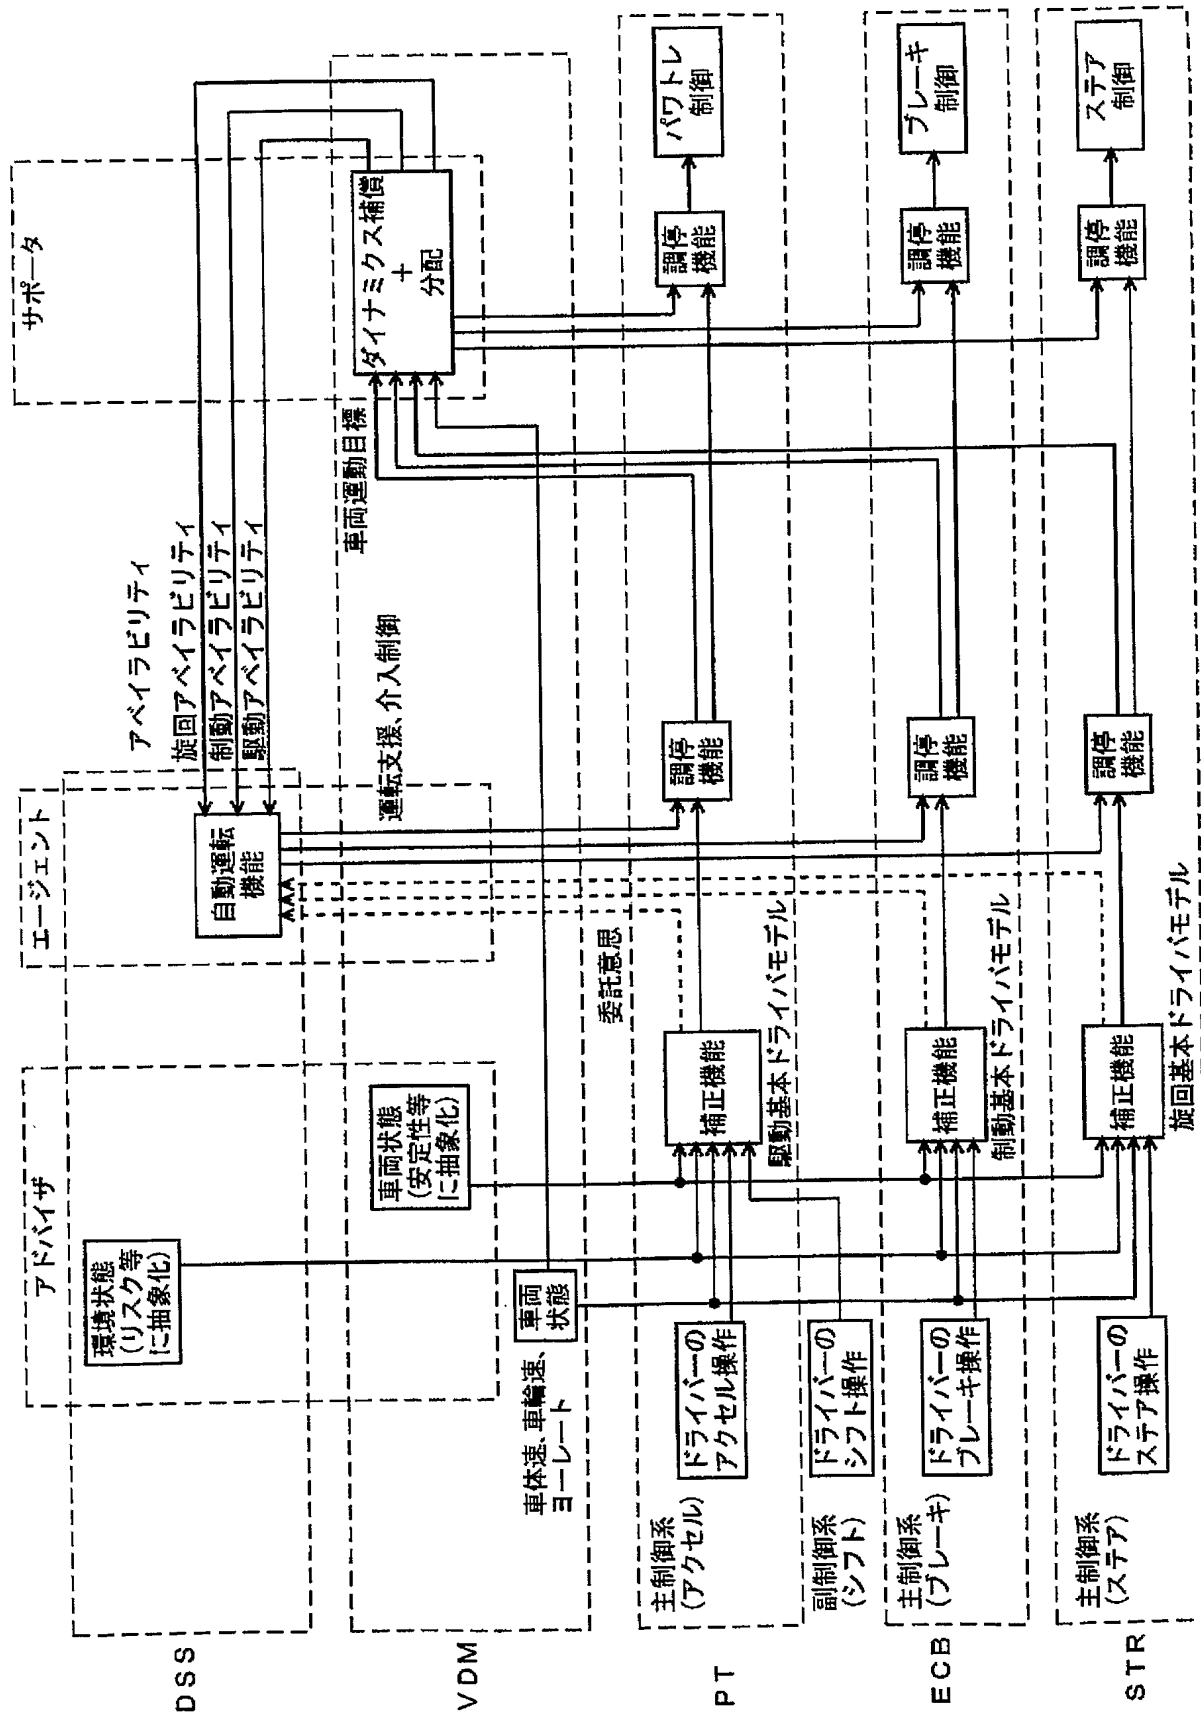 サポータ
エージェント
アドバイザ
DSS
環境状態
(リスク等
に抽象化)
自動運転
機能
アベイラビリティ
旋回アベイラビリティ
制動アベイラビリティ
駆動アベイラビリティ
VDM
車体速、車輪速、
ヨーレート
車両
状態
車両状態
(安定性等
に抽象化)
運転支援、介入制御
車両運動目標
ダイナミクス補償
+
分配
委託意思
PT
主制御系
(アクセル)
ドライバーの
アクセル操作
補正機能
駆動基本ドライバモデル
調停
機能
調停
機能
パワトレ
制御
副制御系
(シフト)
ドライバーの
シフト操作
ECB
主制御系
(ブレーキ)
ドライバーの
ブレーキ操作
補正機能
制動基本ドライバモデル
調停
機能
調停
機能
ブレーキ
制御
STR
主制御系
(ステア)
ドライバーの
ステア操作
補正機能
旋回基本ドライバモデル
調停
機能
調停
機能
ステア
制御